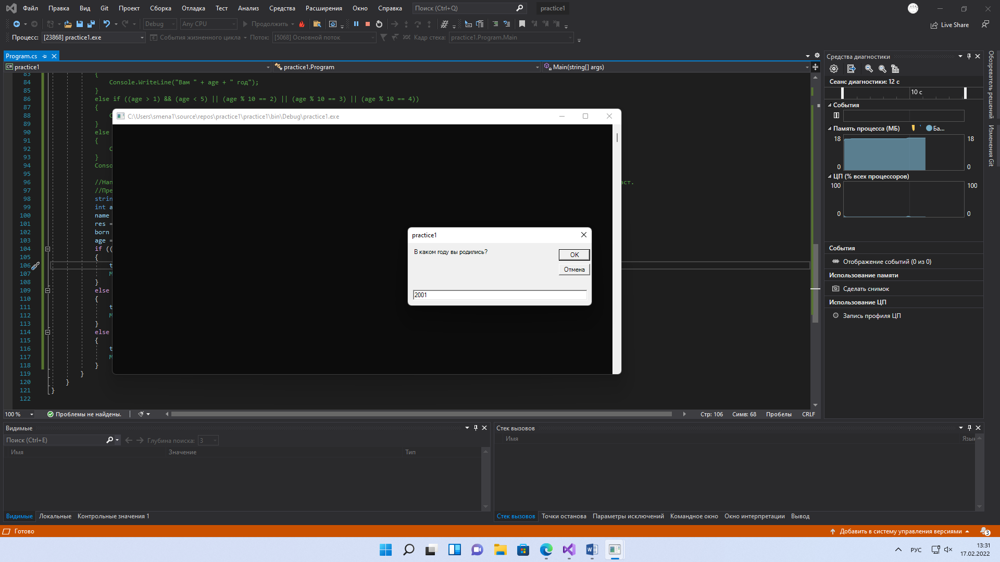 Файл Правка Вид Git Проект Сборка Отладка Тест Анализ Средства Расширения Окно Справка Поиск (Ctrl+Q) practice1
Debug Any CPU Продолжить Live Share
Процесс: [23868] practice1.exe События жизненного цикла Поток: [5068] Основной поток Кадр стека: practice1.Program.Main
Program.cs
C# practice1 practice1.Program Main(string[] args)
83 {
84 Console.WriteLine("Вам " + age + " год");
85 }
86 else if ((age > 1) && (age < 5) || (age % 10 == 2) || (age % 10 == 3) || (age % 10 == 4))
87 {
88 C
89 }
90 else
91 {
92 C
93 }
94 Conso
95
96 //Нап аст.
97 //Пре
98 strin
99 int a
100 name
101 res =
102 born
103 age =
104 if ((
105 {
106 t
107 M
108 }
109 else
110 {
111 t
112 M
113 }
114 else
115 {
116 t
117 M
118 }
119 }
120 }
121 }
122
C:\Users\smena1\source\repos\practice1\practice1\bin\Debug\practice1.exe
practice1
В каком году вы родились?
OK
Отмена
2001
100 % Проблемы не найдены. Стр: 106 Симв: 68 Пробелы CRLF
Средства диагностики
Сеанс диагностики: 12 с
10 с
События
Память процесса (МБ) Ба...
18 18
0 0
ЦП (% всех процессоров)
100 100
0 0
События
Отображение событий (0 из 0)
Использование памяти
Сделать снимок
Использование ЦП
Запись профиля ЦП
Обозреватель решений
Изменения Git
Видимые
Поиск (Ctrl+E) Глубина поиска: 3
Имя Значение Тип
Видимые Локальные Контрольные значения 1
Стек вызовов
Имя Язык
Стек вызовов Точки останова Параметры исключений Командное окно Окно интерпретации Вывод
Готово Добавить в систему управления версиями 3
РУС 13:31
17.02.2022